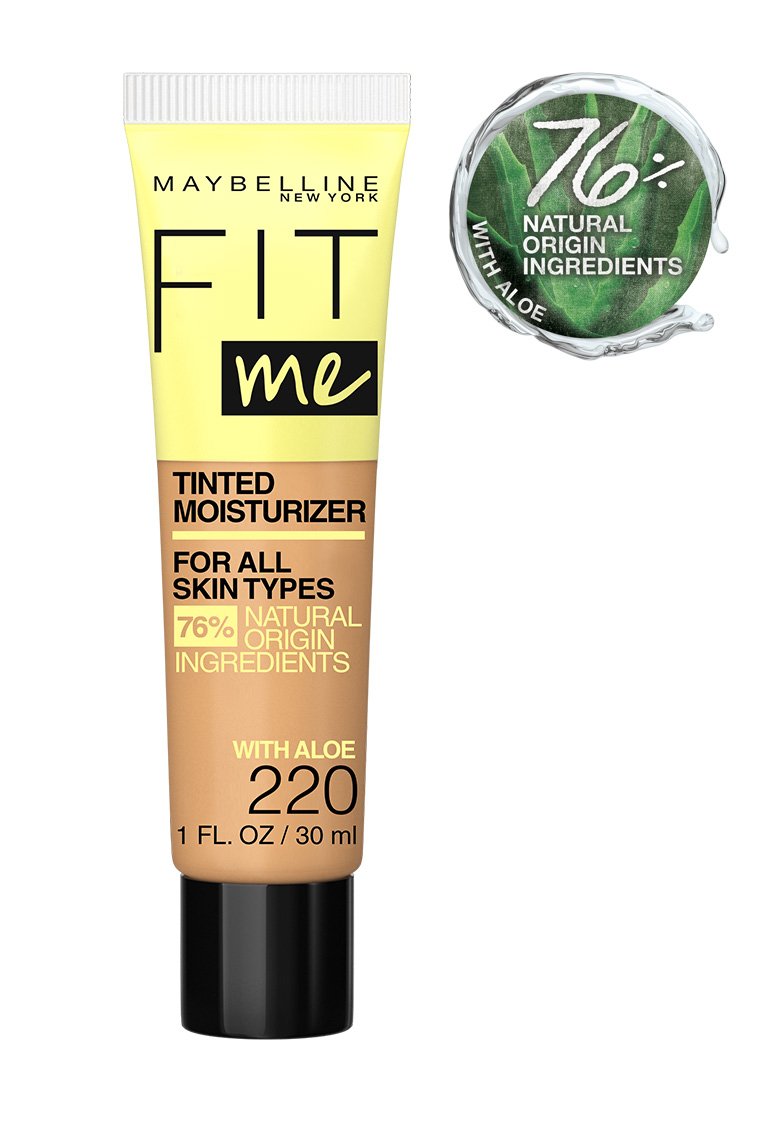 MAYBELLINE
NEW YORK
FIT
me
TINTED
MOISTURIZER
FOR ALL
SKIN TYPES
76% NATURAL
ORIGIN
INGREDIENTS
WITH ALOE
220
1 FL. OZ / 30 ml
76%
NATURAL
ORIGIN
INGREDIENTS
WITH ALOE